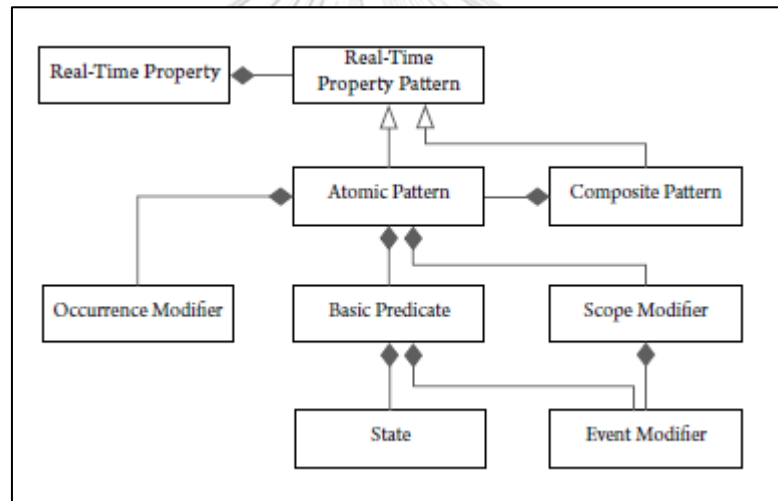 Real-Time Property
Real-Time
Property Pattern
Atomic Pattern
Composite Pattern
Occurrence Modifier
Basic Predicate
Scope Modifier
State
Event Modifier